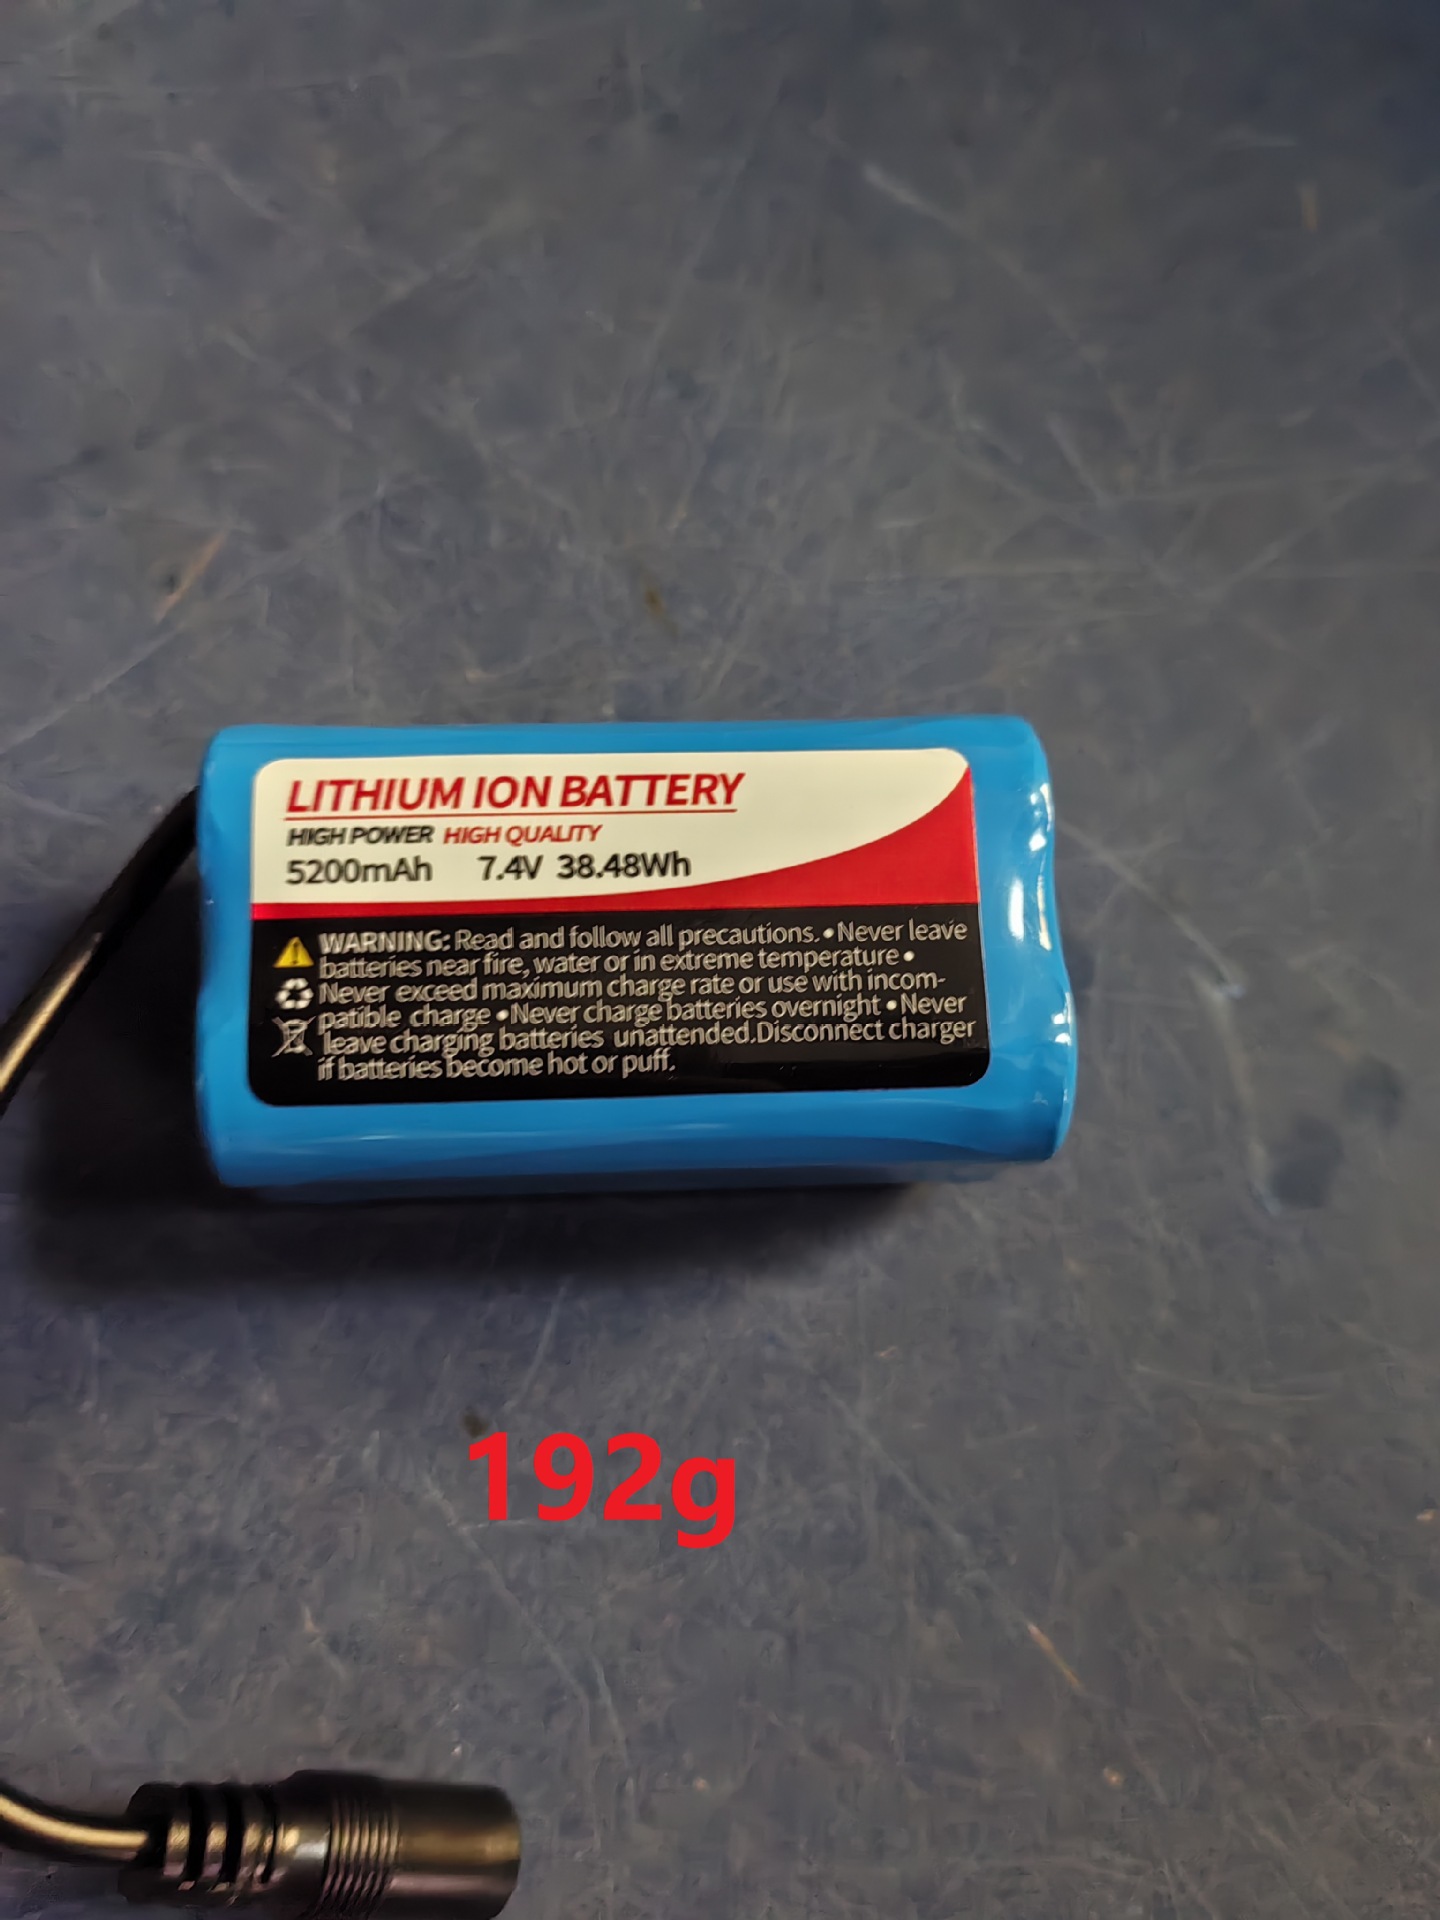 LITHIUM ION BATTERY
HIGH POWER HIGH QUALITY
5200mAh 7.4V 38.48Wh
WARNING: Read and follow all precautions. • Never leave
batteries near fire, water or in extreme temperature •
Never exceed maximum charge rate or use with incom-
patible charge • Never charge batteries overnight • Never
leave charging batteries unattended.Disconnect charger
if batteries become hot or puff.
192g